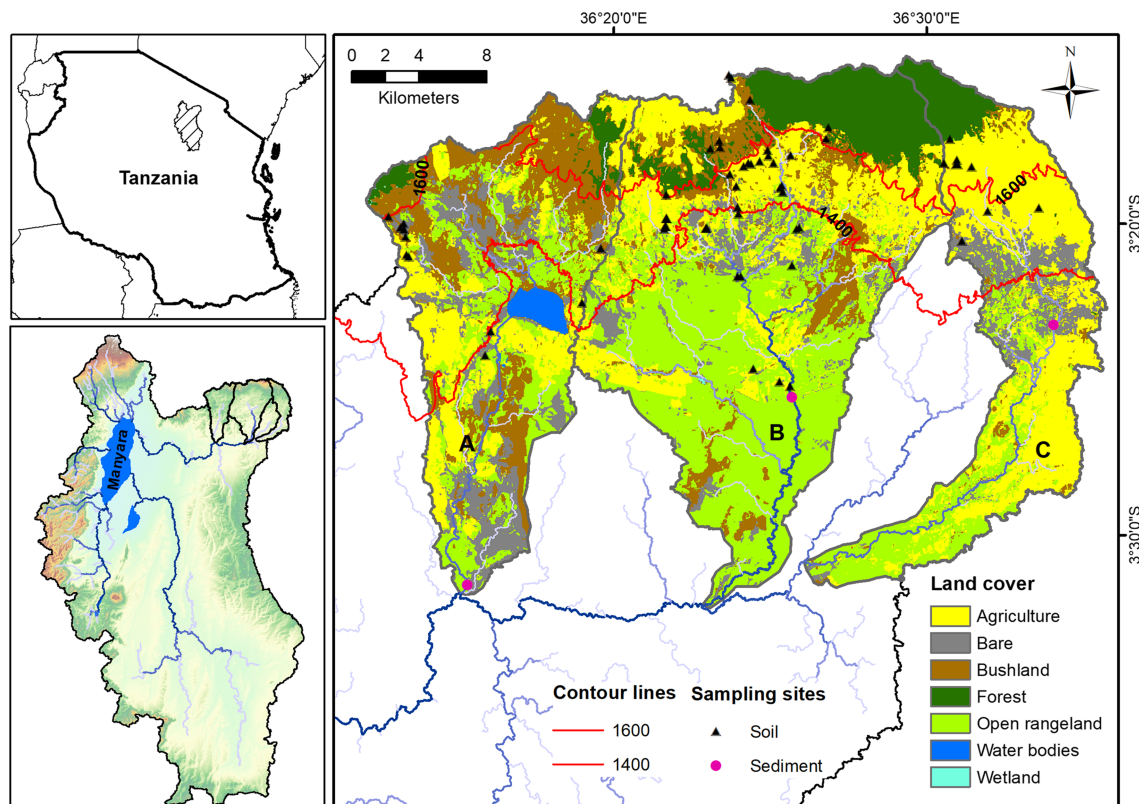 36°20'0"E
36°30'0"E
0 2 4 8
Kilometers
N
Tanzania
1600
1600
1400
3°20'0"S
Manyara
A
B
C
3°30'0"S
Land cover
Agriculture
Bare
Bushland
Forest
Open rangeland
Water bodies
Wetland
Contour lines
1600
1400
Sampling sites
Soil
Sediment